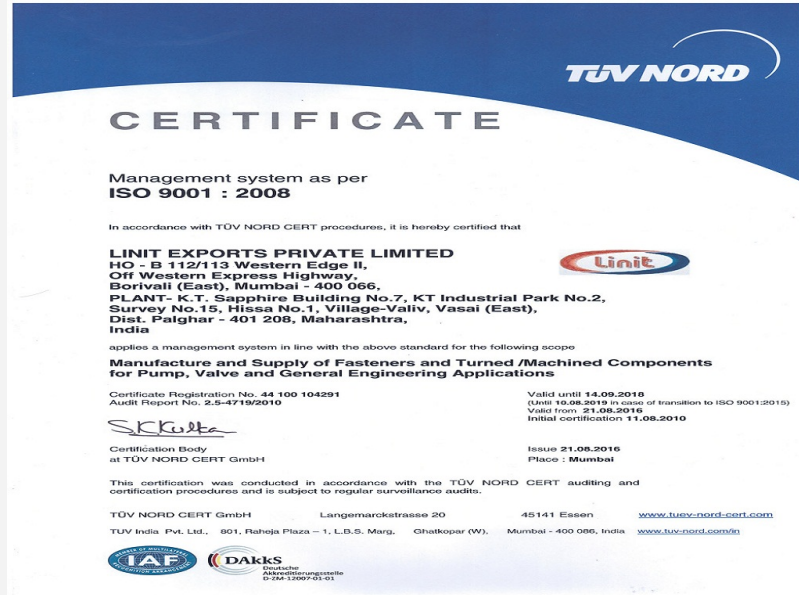 TÜV NORD
CERTIFICATE
Management system as per
ISO 9001 : 2008
In accordance with TÜV NORD CERT procedures, it is hereby certified that
LINIT EXPORTS PRIVATE LIMITED
HO - B 112/113 Western Edge II,
Off Western Express Highway,
Borivali (East), Mumbai - 400 066,
PLANT- K.T. Sapphire Building No.7, KT Industrial Park No.2,
Survey No.15, Hissa No.1, Village-Valiv, Vasai (East),
Dist. Palghar - 401 208, Maharashtra,
India
Linit
applies a management system in line with the above standard for the following scope
Manufacture and Supply of Fasteners and Turned /Machined Components
for Pump, Valve and General Engineering Applications
Certificate Registration No. 44 100 104291
Audit Report No. 2.5-4719/2010
Valid until 14.09.2018
(Until 10.08.2019 in case of transition to ISO 9001:2015)
Valid from 21.08.2016
Initial certification 11.08.2010
S.K.Kulka
Certification Body
at TÜV NORD CERT GmbH
Issue 21.08.2016
Place : Mumbai
This certification was conducted in accordance with the TÜV NORD CERT auditing and
certification procedures and is subject to regular surveillance audits.
TÜV NORD CERT GmbH Langemarckstrasse 20 45141 Essen www.tuev-nord-cert.com
TUV India Pvt. Ltd., 801, Raheja Plaza – 1, L.B.S. Marg, Ghatkopar (W), Mumbai - 400 086, India www.tuv-nord.com/in
MEMBER OF MULTILATERAL
IAF
RECOGNITION ARRANGEMENT
DAkkS
Deutsche
Akkreditierungsstelle
D-ZM-12007-01-01